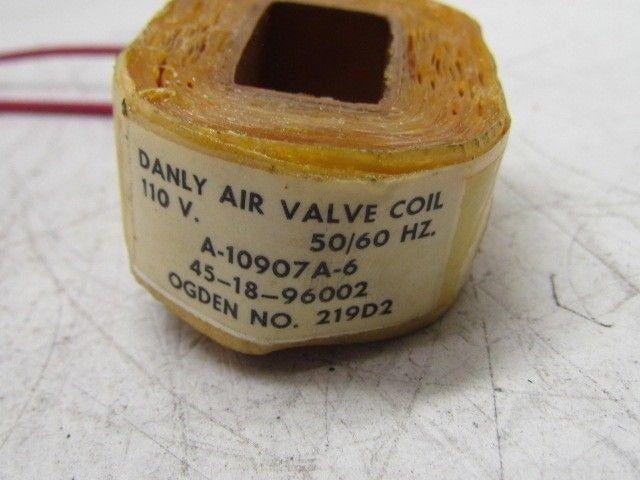 DANLY AIR VALVE COIL
110 V. 50/60 HZ.
A-10907A-6
45-18-96002
OGDEN NO. 219D2